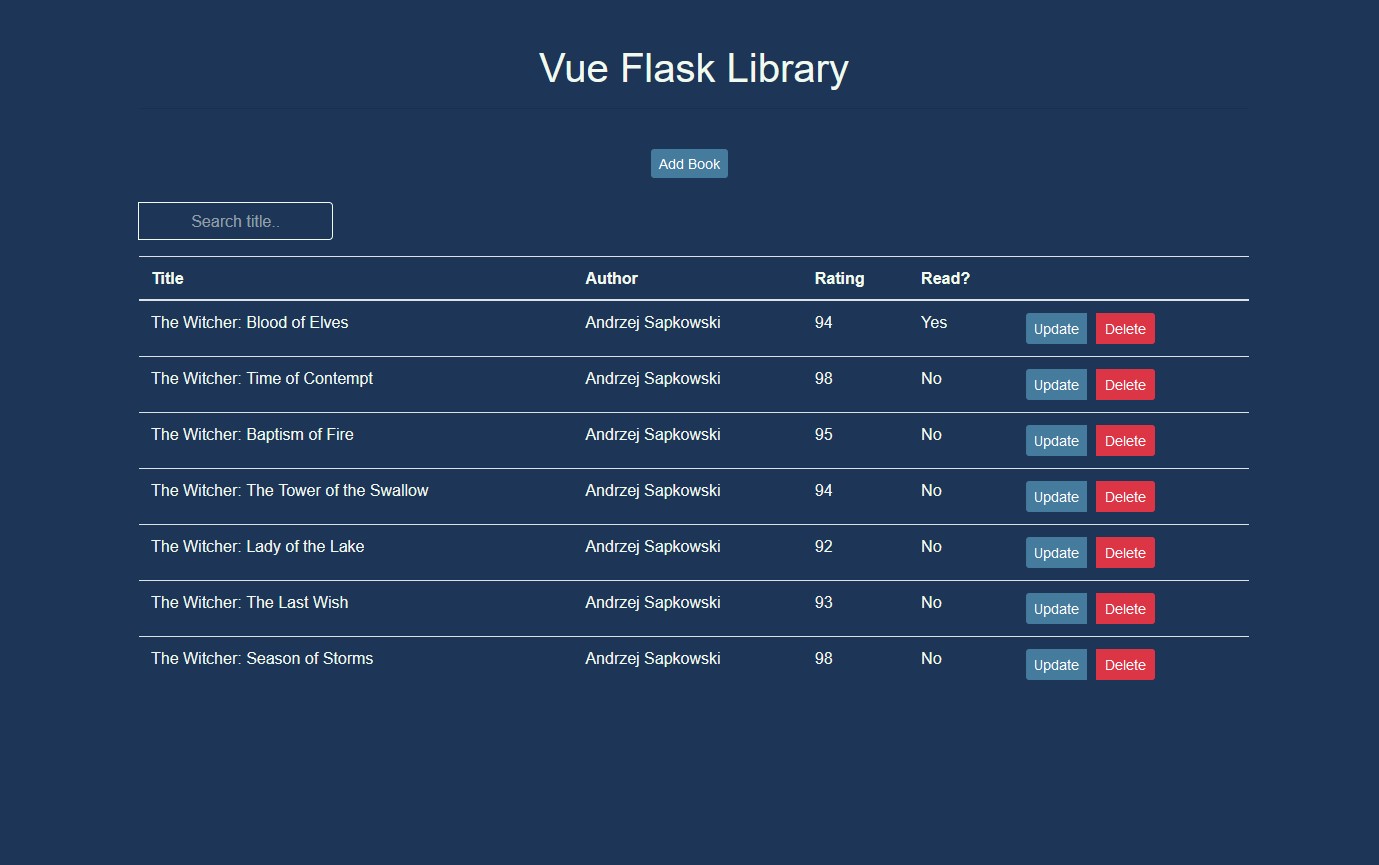 Vue Flask Library
Add Book
Search title..
Title Author Rating Read?
The Witcher: Blood of Elves Andrzej Sapkowski 94 Yes Update Delete
The Witcher: Time of Contempt Andrzej Sapkowski 98 No Update Delete
The Witcher: Baptism of Fire Andrzej Sapkowski 95 No Update Delete
The Witcher: The Tower of the Swallow Andrzej Sapkowski 94 No Update Delete
The Witcher: Lady of the Lake Andrzej Sapkowski 92 No Update Delete
The Witcher: The Last Wish Andrzej Sapkowski 93 No Update Delete
The Witcher: Season of Storms Andrzej Sapkowski 98 No Update Delete